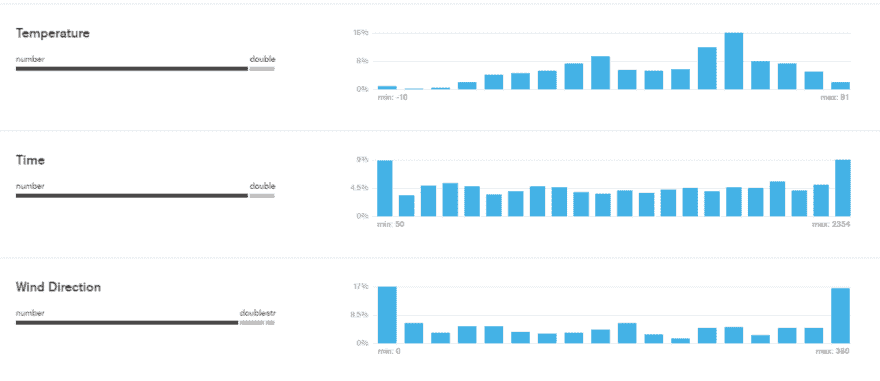 Temperature
number double
16%
8%
0%
min: -10 max: 81
Time
number double
9%
4.5%
0%
min: 50 max: 2354
Wind Direction
number doublestr
17%
8.5%
0%
min: 0 max: 360